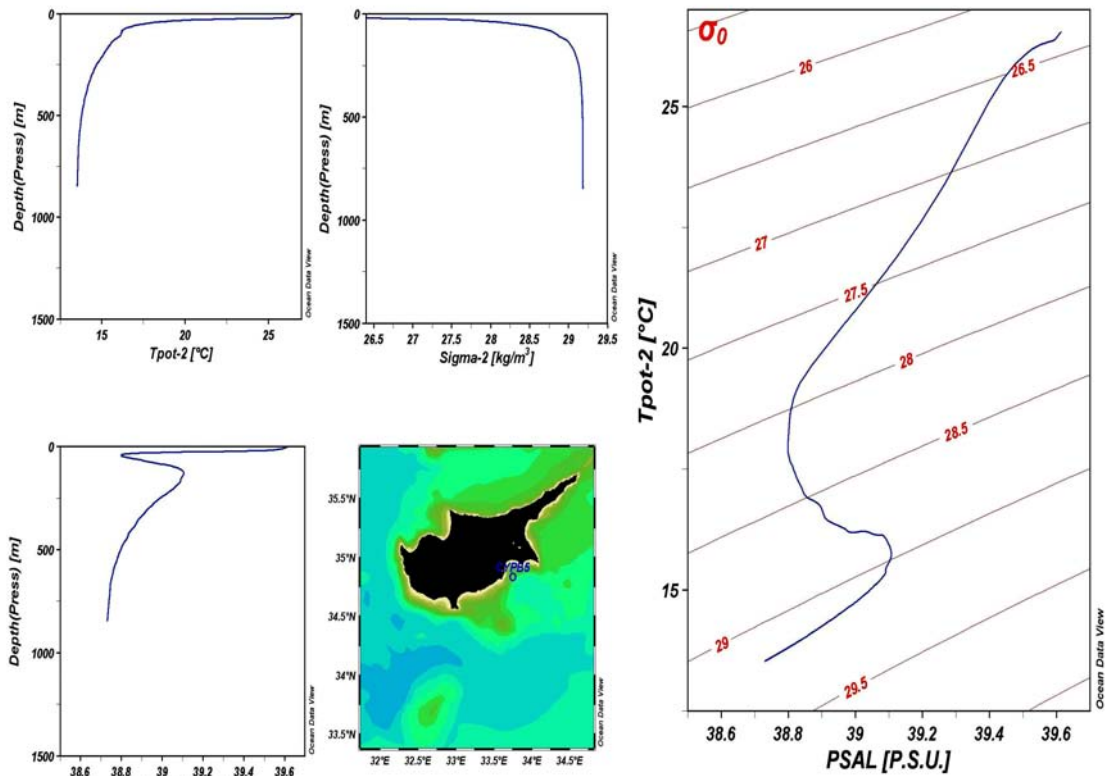 0
500
1000
1500
Depth(Press) [m]
15 20 25
Tpot-2 [°C]
Ocean Data View
0
500
1000
1500
Depth(Press) [m]
26.5 27 27.5 28 28.5 29 29.5
Sigma-2 [kg/m³]
Ocean Data View
0
500
1000
1500
Depth(Press) [m]
38.6 38.8 39 39.2 39.4 39.6
Ocean Data View
35.5°N
35°N
34.5°N
34°N
33.5°N
CYPB5
32°E 32.5°E 33°E 33.5°E 34°E 34.5°E
Ocean Data View
σ0
26
26.5
27
27.5
28
28.5
29
29.5
25
20
15
Tpot-2 [°C]
38.6 38.8 39 39.2 39.4 39.6
PSAL [P.S.U.]
Ocean Data View